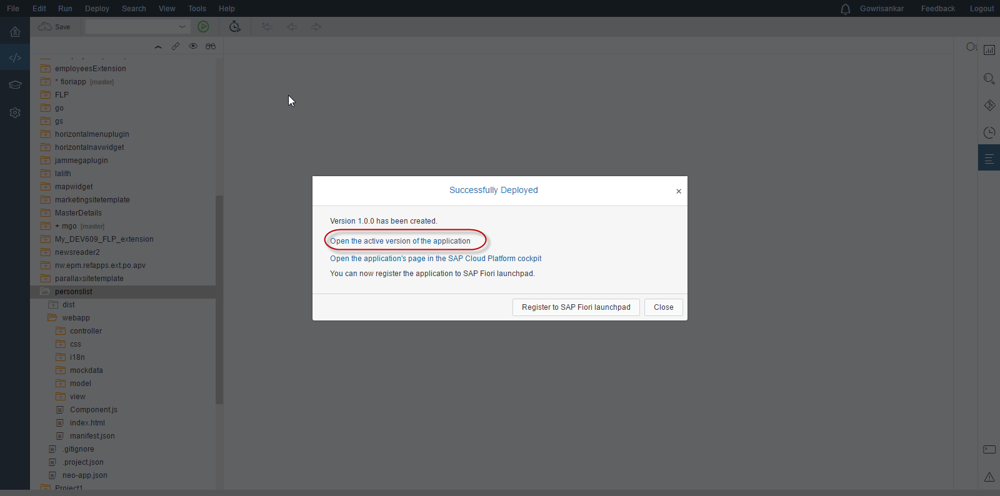 File Edit Run Deploy Search View Tools Help Gowrisankar Feedback Logout
Save
employeesExtension
* fioriapp [master]
FLP
go
gs
horizontalmenuplugin
horizontalnavwidget
jammegaplugin
lalith
mapwidget
marketingsitetemplate
MasterDetails
+ mgo [master]
My_DEV609_FLP_extension
newsreader2
nw.epm.refapps.ext.po.apv
parallaxsitetemplate
personslist
dist
webapp
controller
css
i18n
mockdata
model
view
Component.js
index.html
manifest.json
.gitignore
.project.json
neo-app.json
Project1
Successfully Deployed
×
Version 1.0.0 has been created.
Open the active version of the application
Open the application's page in the SAP Cloud Platform cockpit
You can now register the application to SAP Fiori launchpad.
Register to SAP Fiori launchpad Close